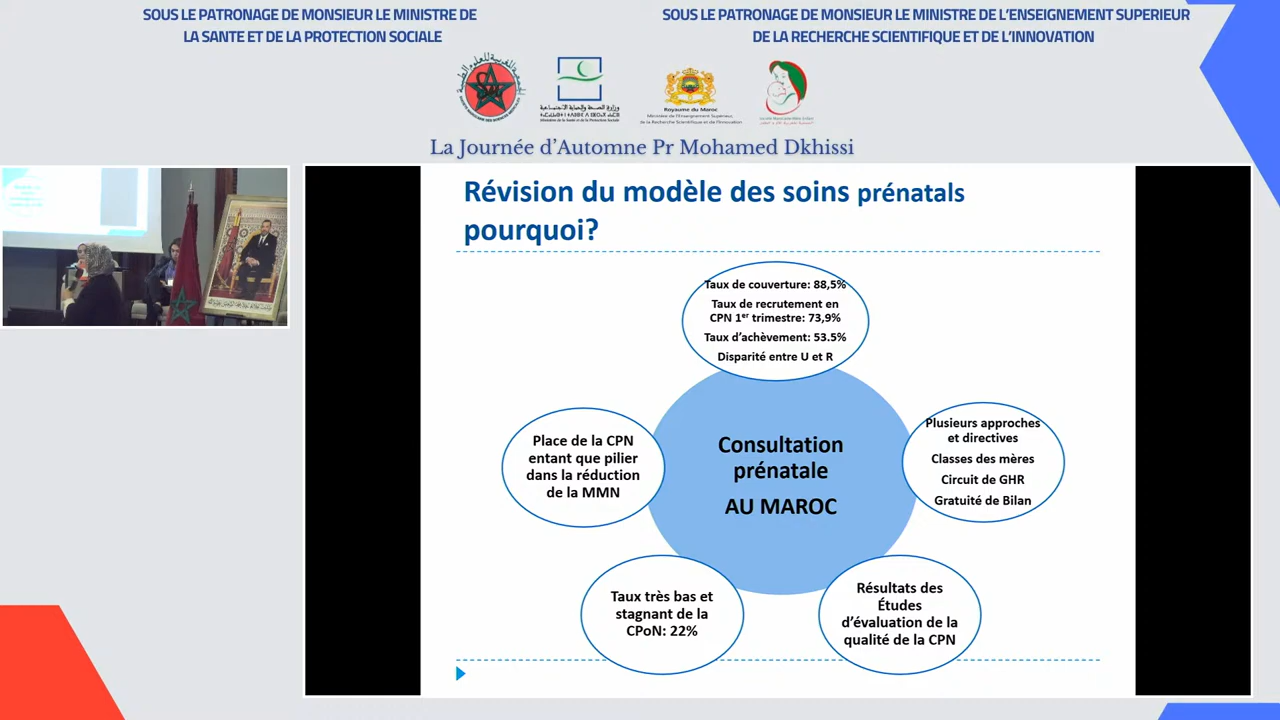 SOUS LE PATRONAGE DE MONSIEUR LE MINISTRE DE
LA SANTE ET DE LA PROTECTION SOCIALE
SOUS LE PATRONAGE DE MONSIEUR LE MINISTRE DE L'ENSEIGNEMENT SUPERIEUR
DE LA RECHERCHE SCIENTIFIQUE ET DE L'INNOVATION
Royaume du Maroc
La Journée d'Automne Pr Mohamed Dkhissi
Révision du modèle des soins prénatals
pourquoi?
Taux de couverture: 88,5%
Taux de recrutement en
CPN 1er trimestre: 73,9%
Taux d'achèvement: 53.5%
Disparité entre U et R
Place de la CPN
entant que pilier
dans la réduction
de la MMN
Consultation
prénatale
AU MAROC
Plusieurs approches
et directives
Classes des mères
Circuit de GHR
Gratuité de Bilan
Taux très bas et
stagnant de la
CPoN: 22%
Résultats des
Études
d'évaluation de la
qualité de la CPN